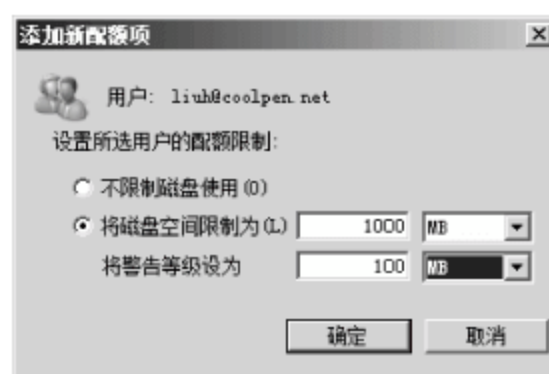 添加新配额项
用户: liuh@coolpen.net
设置所选用户的配额限制:
不限制磁盘使用(O)
将磁盘空间限制为(L) 1000 MB
将警告等级设为 100 MB
确定 取消